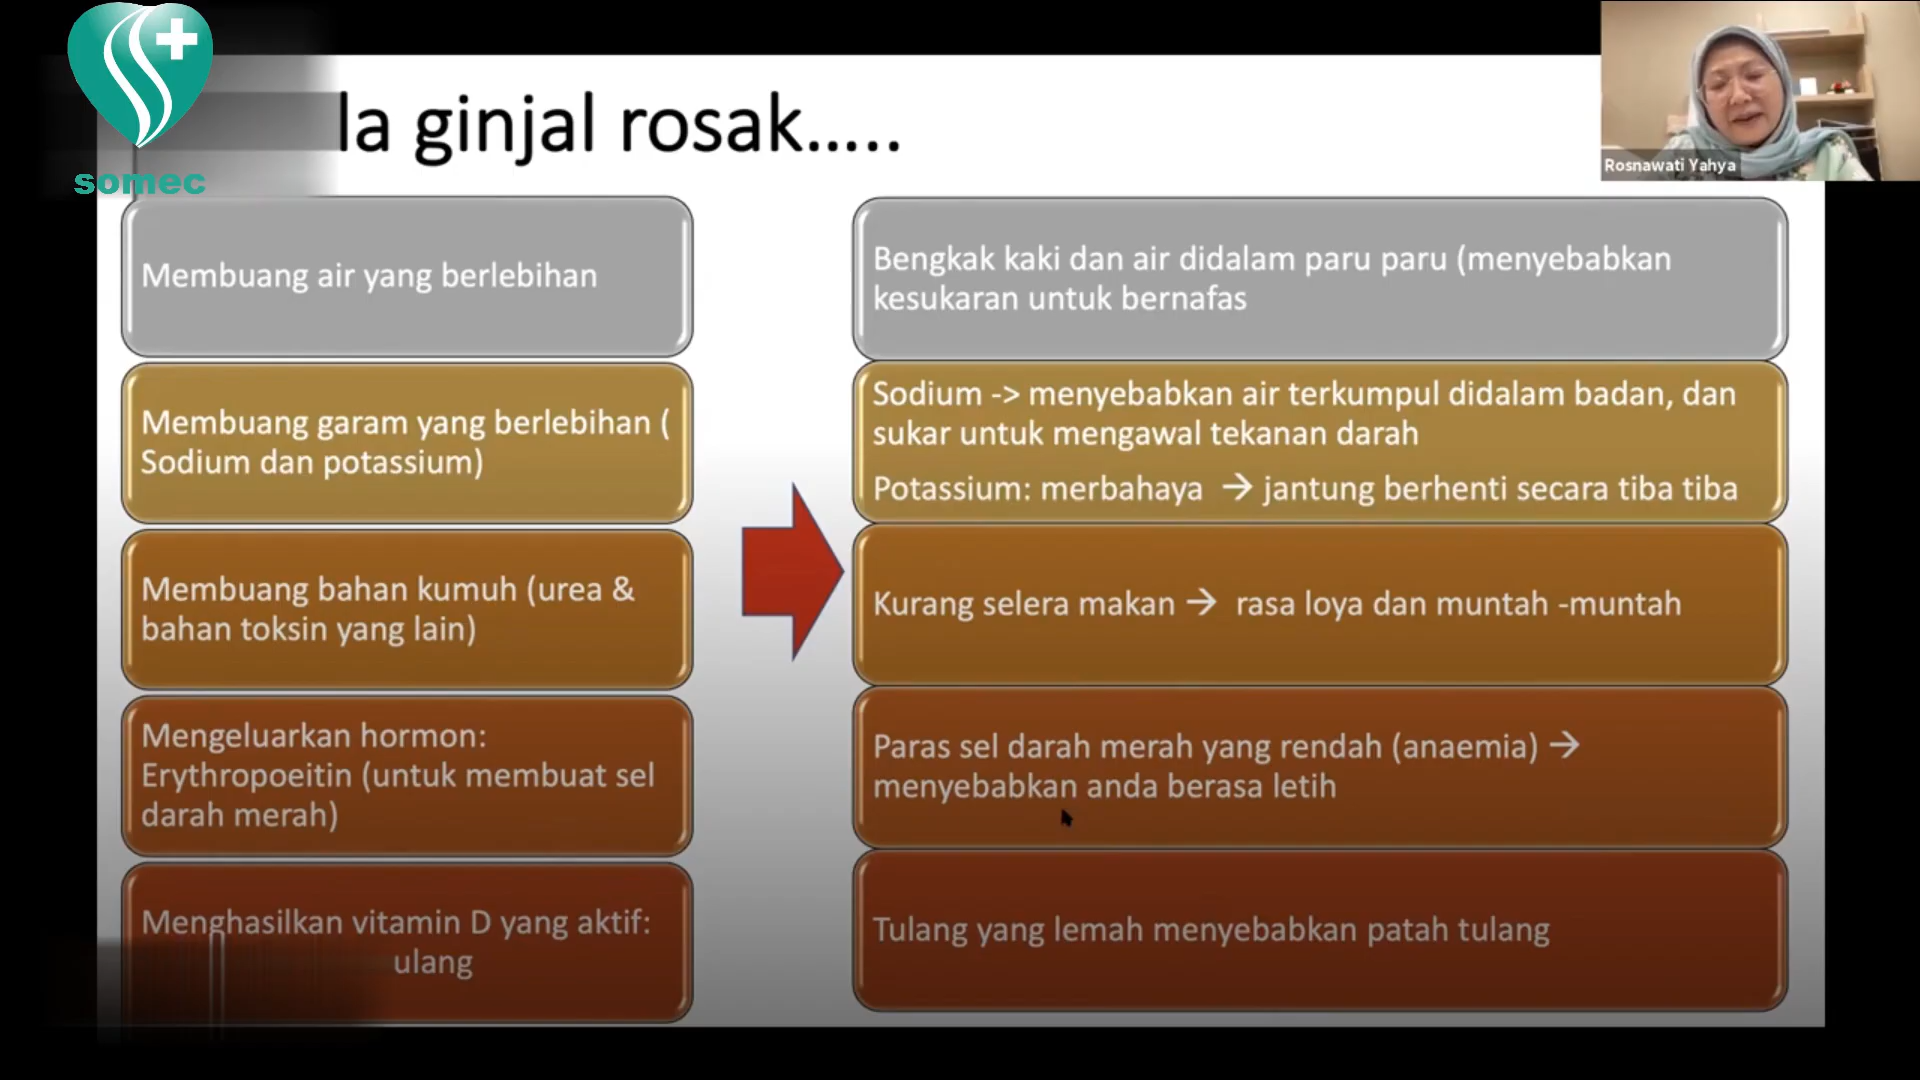 somec
la ginjal rosak.....
Rosnawati Yahya
Membuang air yang berlebihan
Membuang garam yang berlebihan (
Sodium dan potassium)
Membuang bahan kumuh (urea &
bahan toksin yang lain)
Mengeluarkan hormon:
Erythropoeitin (untuk membuat sel
darah merah)
Menghasilkan vitamin D yang aktif:
ulang
Bengkak kaki dan air didalam paru paru (menyebabkan
kesukaran untuk bernafas
Sodium -> menyebabkan air terkumpul didalam badan, dan
sukar untuk mengawal tekanan darah
Potassium: merbahaya → jantung berhenti secara tiba tiba
Kurang selera makan → rasa loya dan muntah -muntah
Paras sel darah merah yang rendah (anaemia) →
menyebabkan anda berasa letih
Tulang yang lemah menyebabkan patah tulang